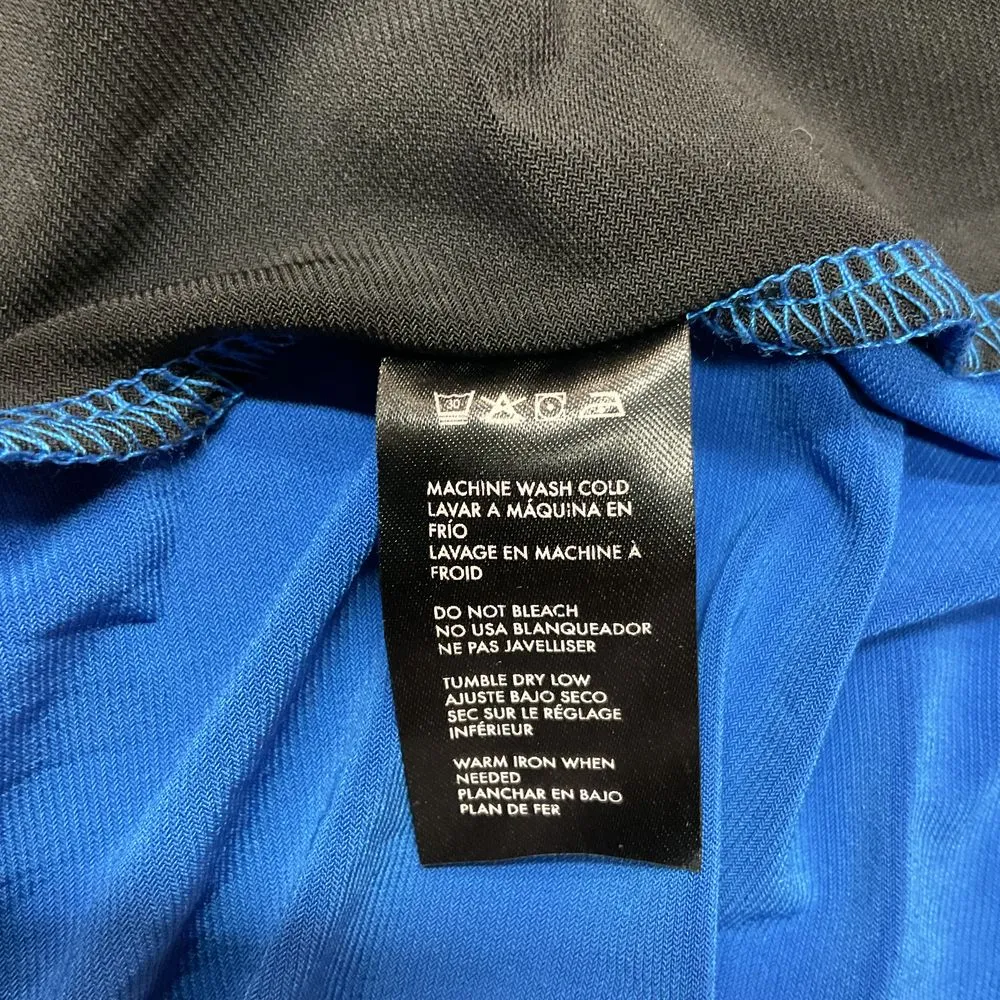 30°
MACHINE WASH COLD
LAVAR A MÁQUINA EN
FRÍO
LAVAGE EN MACHINE À
FROID
DO NOT BLEACH
NO USA BLANQUEADOR
NE PAS JAVELLISER
TUMBLE DRY LOW
AJUSTE BAJO SECO
SEC SUR LE RÉGLAGE
INFÉRIEUR
WARM IRON WHEN
NEEDED
PLANCHAR EN BAJO
PLAN DE FER